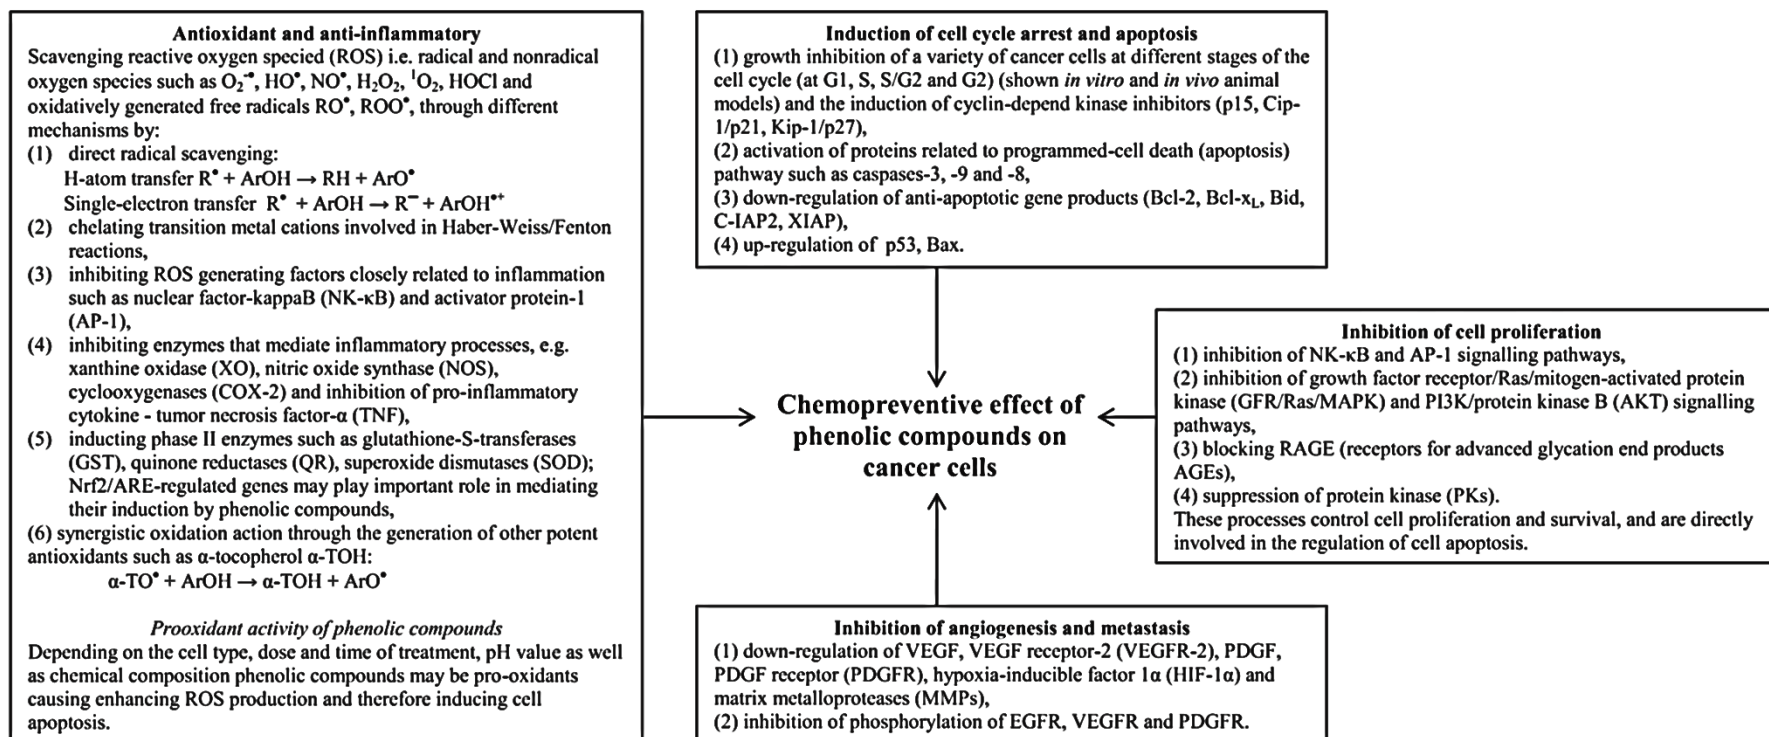 Antioxidant and anti-inflammatory
Scavenging reactive oxygen specied (ROS) i.e. radical and nonradical
oxygen species such as O₂⁻•, HO•, NO•, H₂O₂, ¹O₂, HOCl and
oxidatively generated free radicals RO•, ROO•, through different
mechanisms by:
(1) direct radical scavenging:
H-atom transfer R• + ArOH → RH + ArO•
Single-electron transfer R• + ArOH → R⁻ + ArOH•⁺
(2) chelating transition metal cations involved in Haber-Weiss/Fenton
reactions,
(3) inhibiting ROS generating factors closely related to inflammation
such as nuclear factor-kappaB (NK-κB) and activator protein-1
(AP-1),
(4) inhibiting enzymes that mediate inflammatory processes, e.g.
xanthine oxidase (XO), nitric oxide synthase (NOS),
cyclooxygenases (COX-2) and inhibition of pro-inflammatory
cytokine - tumor necrosis factor-α (TNF),
(5) inducting phase II enzymes such as glutathione-S-transferases
(GST), quinone reductases (QR), superoxide dismutases (SOD);
Nrf2/ARE-regulated genes may play important role in mediating
their induction by phenolic compounds,
(6) synergistic oxidation action through the generation of other potent
antioxidants such as α-tocopherol α-TOH:
α-TO• + ArOH → α-TOH + ArO•
Prooxidant activity of phenolic compounds
Depending on the cell type, dose and time of treatment, pH value as well
as chemical composition phenolic compounds may be pro-oxidants
causing enhancing ROS production and therefore inducing cell
apoptosis.
Induction of cell cycle arrest and apoptosis
(1) growth inhibition of a variety of cancer cells at different stages of the
cell cycle (at G1, S, S/G2 and G2) (shown in vitro and in vivo animal
models) and the induction of cyclin-depend kinase inhibitors (p15, Cip-
1/p21, Kip-1/p27),
(2) activation of proteins related to programmed-cell death (apoptosis)
pathway such as caspases-3, -9 and -8,
(3) down-regulation of anti-apoptotic gene products (Bcl-2, Bcl-x_L, Bid,
C-IAP2, XIAP),
(4) up-regulation of p53, Bax.
Chemopreventive effect of
phenolic compounds on
cancer cells
Inhibition of cell proliferation
(1) inhibition of NK-κB and AP-1 signalling pathways,
(2) inhibition of growth factor receptor/Ras/mitogen-activated protein
kinase (GFR/Ras/MAPK) and PI3K/protein kinase B (AKT) signalling
pathways,
(3) blocking RAGE (receptors for advanced glycation end products
AGEs),
(4) suppression of protein kinase (PKs).
These processes control cell proliferation and survival, and are directly
involved in the regulation of cell apoptosis.
Inhibition of angiogenesis and metastasis
(1) down-regulation of VEGF, VEGF receptor-2 (VEGFR-2), PDGF,
PDGF receptor (PDGFR), hypoxia-inducible factor 1α (HIF-1α) and
matrix metalloproteases (MMPs),
(2) inhibition of phosphorylation of EGFR, VEGFR and PDGFR.